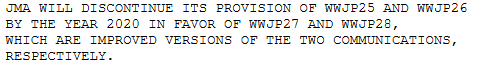 JMA WILL DISCONTINUE ITS PROVISION OF WWJP25 AND WWJP26
BY THE YEAR 2020 IN FAVOR OF WWJP27 AND WWJP28,
WHICH ARE IMPROVED VERSIONS OF THE TWO COMMUNICATIONS,
RESPECTIVELY.